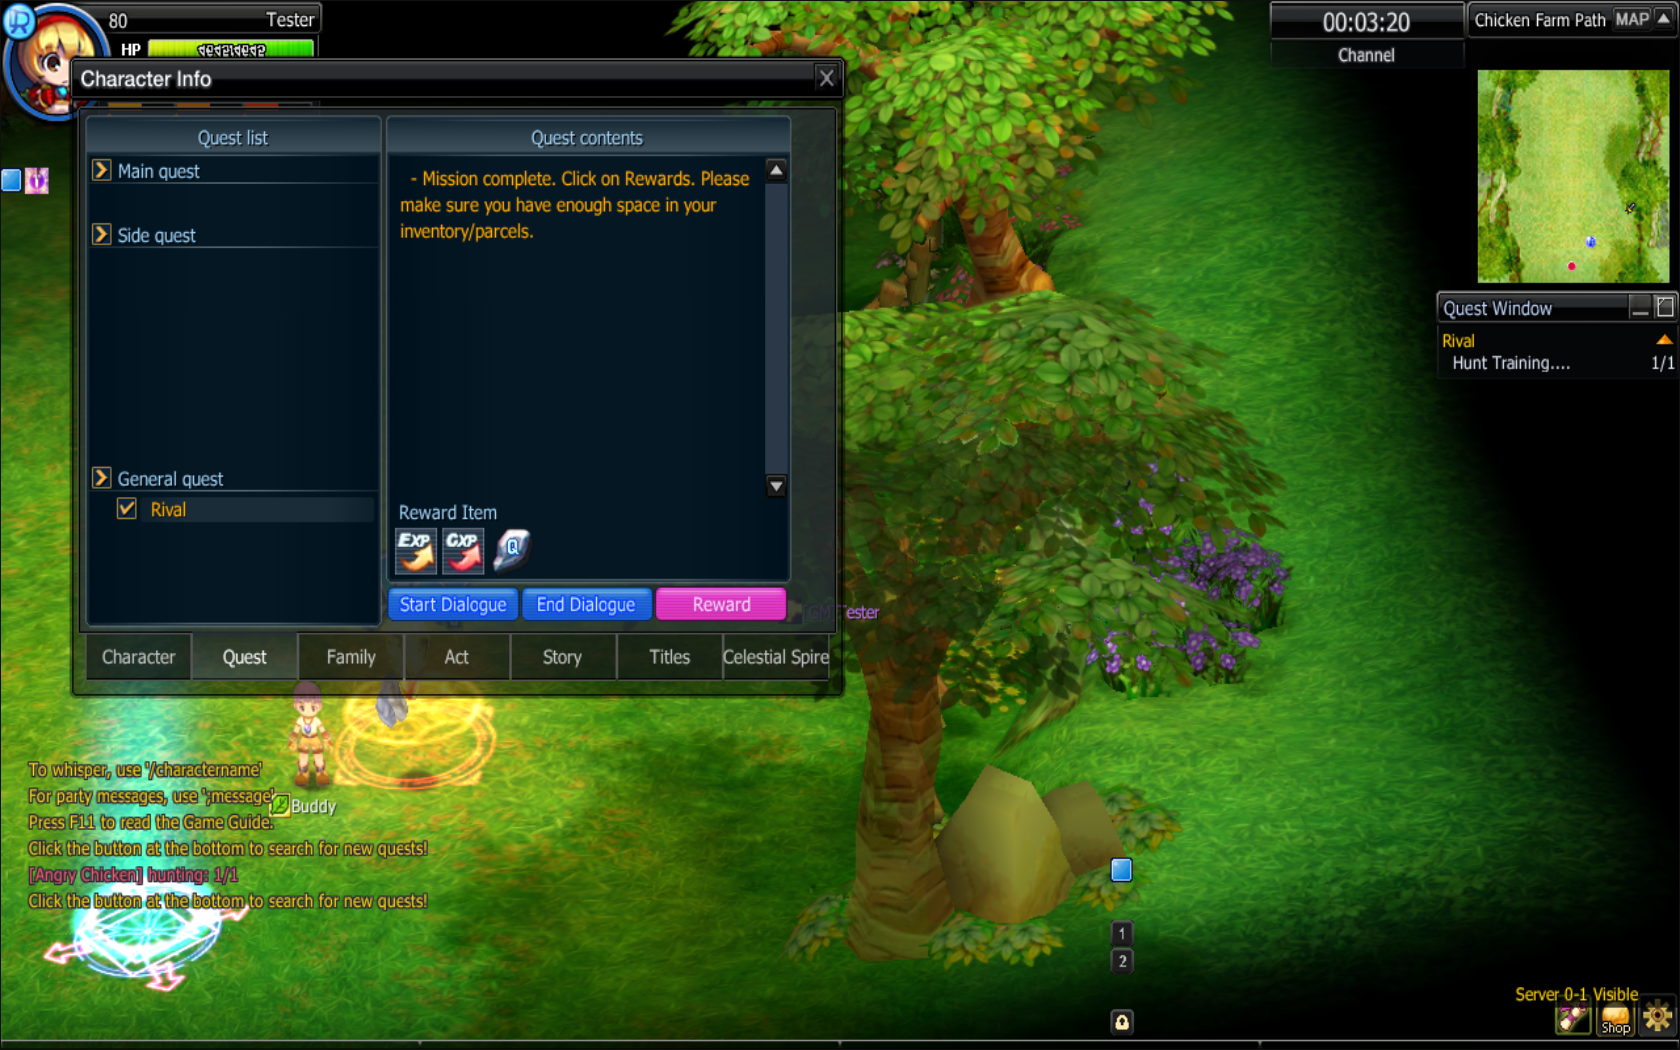 80
Tester
HP
00:03:20
Channel
Chicken Farm Path
MAP
Character Info
Quest list
Quest contents
Main quest
Side quest
General quest
Rival
- Mission complete. Click on Rewards. Please
make sure you have enough space in your
inventory/parcels.
Reward Item
EXP
GXP
Q
Start Dialogue
End Dialogue
Reward
GM Tester
Character
Quest
Family
Act
Story
Titles
Celestial Spire
Quest Window
Rival
Hunt Training....
1/1
To whisper, use '/charactername'
For party messages, use ';message'
Buddy
Press F11 to read the Game Guide.
Click the button at the bottom to search for new quests!
[Angry Chicken] hunting: 1/1
Click the button at the bottom to search for new quests!
1
2
Server 0-1 Visible
Shop